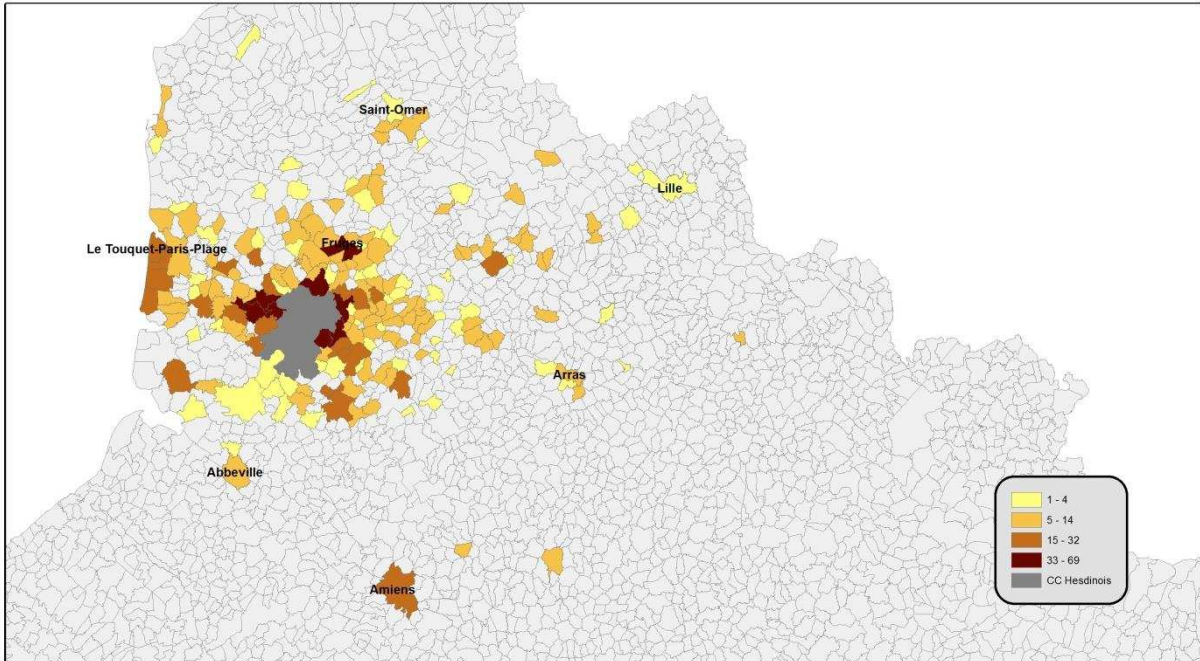 Saint-Omer
Lille
Fruges
Le Touquet-Paris-Plage
Arras
Abbeville
Amiens
1 - 4
5 - 14
15 - 32
33 - 69
CC Hesdinois